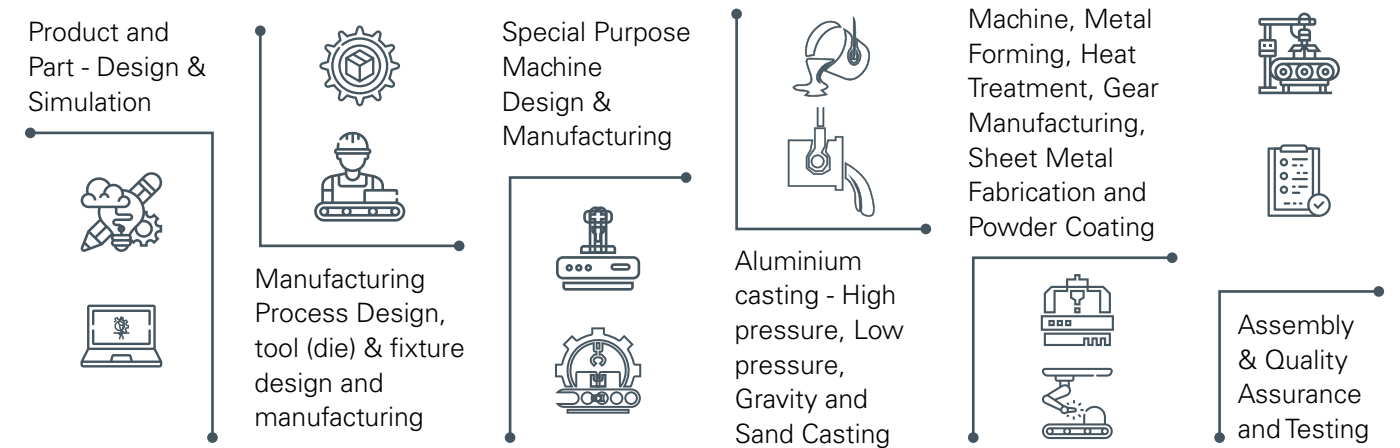 Product and
Part - Design &
Simulation
Manufacturing
Process Design,
tool (die) & fixture
design and
manufacturing
Special Purpose
Machine
Design &
Manufacturing
Aluminium
casting - High
pressure, Low
pressure,
Gravity and
Sand Casting
Machine, Metal
Forming, Heat
Treatment, Gear
Manufacturing,
Sheet Metal
Fabrication and
Powder Coating
Assembly
& Quality
Assurance
and Testing